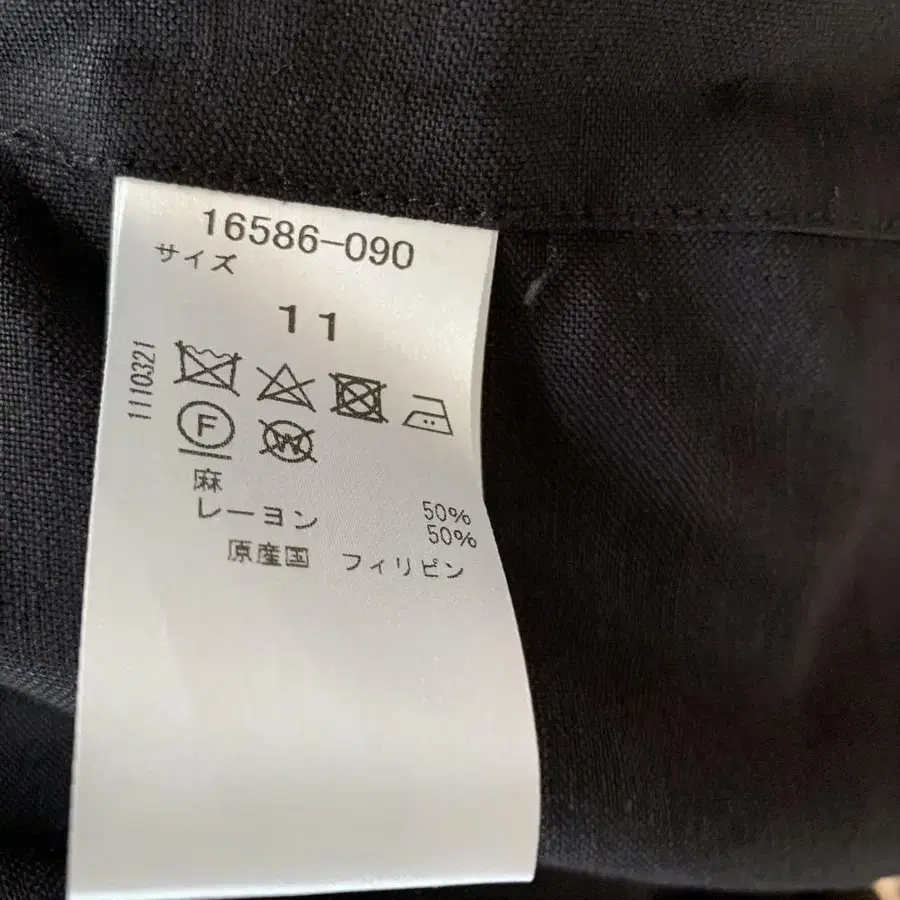 16586-090
サイズ
11
1110321
F
W
麻 50%
レーヨン 50%
原産国 フィリピン